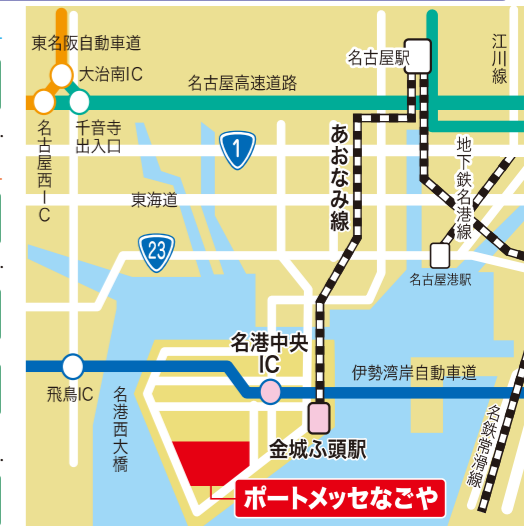 東名阪自動車道
大治南IC
名古屋駅
江川線
名古屋高速道路
名古屋西IC
千音寺
出入口
1
あおなみ線
地下鉄名港線
東海道
23
名古屋港駅
名港中央
IC
伊勢湾岸自動車道
飛鳥IC
名港西大橋
金城ふ頭駅
名鉄常滑線
ポートメッセなごや